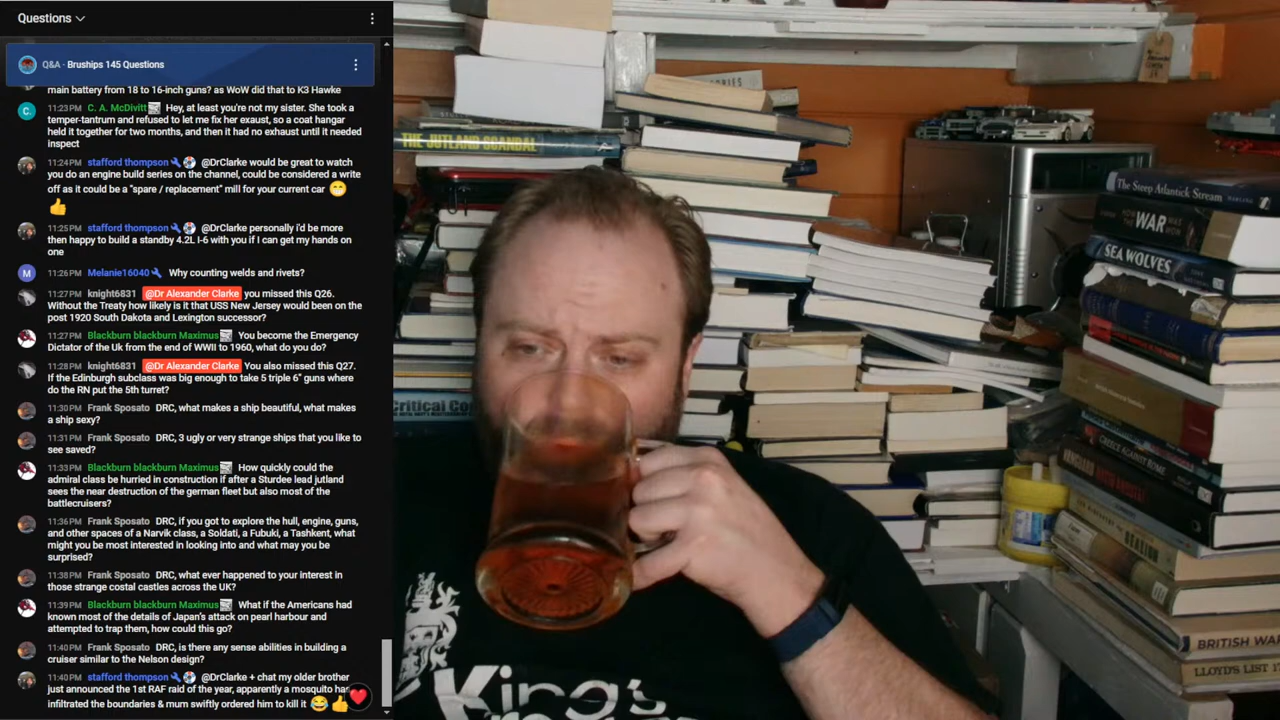 Questions
Q&A · Bruships 145 Questions
main battery from 18 to 16-inch guns? as WoW did that to K3 Hawke
11:23PM C. A. McDivitt Hey, at least you're not my sister. She took a
temper-tantrum and refused to let me fix her exaust, so a coat hangar
held it together for two months, and then it had no exaust until it needed
inspect
11:24PM stafford thompson @DrClarke would be great to watch
you do an engine build series on the channel, could be considered a write
off as it could be a "spare / replacement" mill for your current car 😁
👍
11:25PM stafford thompson @DrClarke personally i'd be more
then happy to build a standby 4.2L I-6 with you if I can get my hands on
one
11:26PM Melanie16040 Why counting welds and rivets?
11:27PM knight6831 @Dr Alexander Clarke you missed this Q26.
Without the Treaty how likely is it that USS New Jersey would been on the
post 1920 South Dakota and Lexington successor?
11:27PM Blackburn blackburn Maximus You become the Emergency
Dictator of the Uk from the end of WWII to 1960, what do you do?
11:28PM knight6831 @Dr Alexander Clarke You also missed this Q27.
If the Edinburgh subclass was big enough to take 5 triple 6" guns where
do the RN put the 5th turret?
11:30PM Frank Sposato DRC, what makes a ship beautiful, what makes
a ship sexy?
11:31PM Frank Sposato DRC, 3 ugly or very strange ships that you like to
see saved?
11:33PM Blackburn blackburn Maximus How quickly could the
admiral class be hurried in construction if after a Sturdee lead jutland
sees the near destruction of the german fleet but also most of the
battlecruisers?
11:36PM Frank Sposato DRC, if you got to explore the hull, engine, guns,
and other spaces of a Narvik class, a Soldati, a Fubuki, a Tashkent, what
might you be most interested in looking into and what may you be
surprised?
11:38PM Frank Sposato DRC, what ever happened to your interest in
those strange costal castles across the UK?
11:39PM Blackburn blackburn Maximus What if the Americans had
known most of the details of Japan's attack on pearl harbour and
attempted to trap them, how could this go?
11:40PM Frank Sposato DRC, is there any sense abilities in building a
cruiser similar to the Nelson design?
11:40PM stafford thompson @DrClarke + chat my older brother
just announced the 1st RAF raid of the year, apparently a mosquito has
infiltrated the boundaries & mum swiftly ordered him to kill it 😂 👍
THE JUTLAND SCANDAL
Critical
King's
The Steep Atlantick Stream
WAR
SEA WOLVES
GREECE AGAINST ROME
BRITISH
LLOYD'S LIST